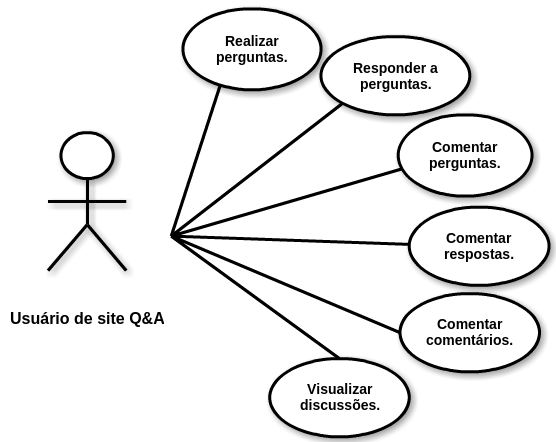 Realizar
perguntas.
Responder a
perguntas.
Comentar
perguntas.
Comentar
respostas.
Comentar
comentários.
Visualizar
discussões.
Usuário de site Q&A